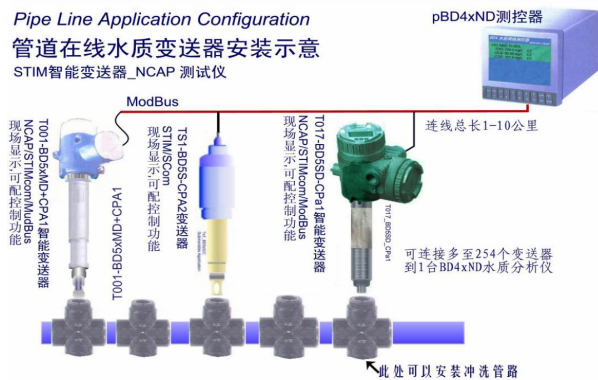 Pipe Line Application Configuration
管道在线水质变送器安装示意
STIM智能变送器_NCAP 测试仪
pBD4xND测控器
ModBus
连线总长1-10公里
T001-BD5xMD+CPA1智能变送器
NCAP/STIMcom/ModBus
现场显示,可配控制功能
T001-BD5xMD+CPA1
TS1-BD5S-CPA2变送器
STIM/SCom
现场显示,可配控制功能
T017-BD5SD-CPa1智能变送器
NCAP/STIMcom/ModBus
现场显示,可配控制功能
T017_BD5SD_CPa1
可连接多至254个变送器
到1台BD4xND水质分析仪
此处可以安装冲洗管路